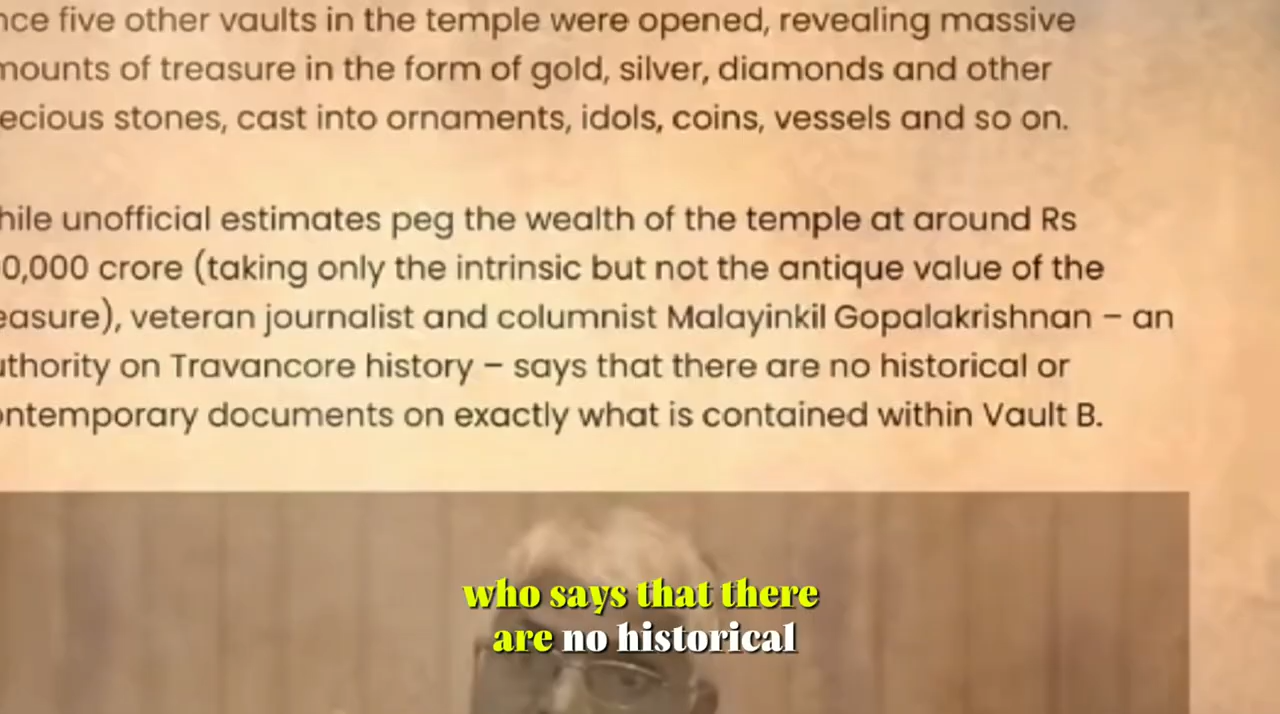 nce five other vaults in the temple were opened, revealing massive
mounts of treasure in the form of gold, silver, diamonds and other
ecious stones, cast into ornaments, idols, coins, vessels and so on.
hile unofficial estimates peg the wealth of the temple at around Rs
0,000 crore (taking only the intrinsic but not the antique value of the
easure), veteran journalist and columnist Malayinkil Gopalakrishnan – an
uthority on Travancore history – says that there are no historical or
ontemporary documents on exactly what is contained within Vault B.
who says that there
are no historical